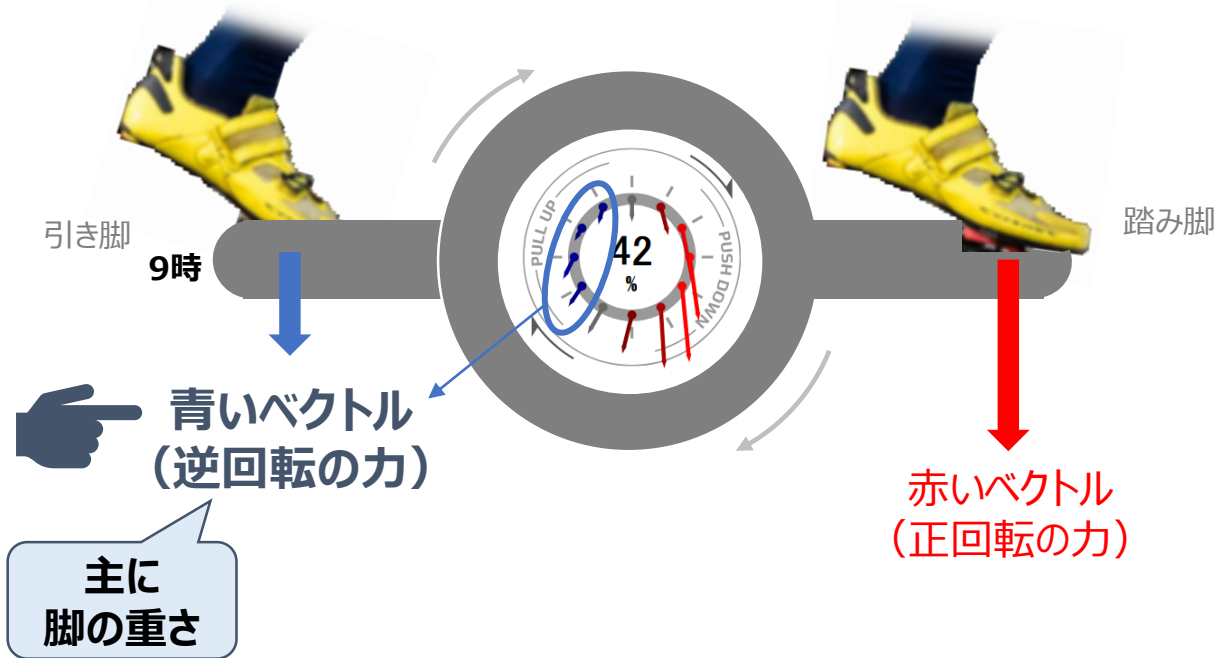 引き脚
9時
PULL UP
42
%
PUSH DOWN
踏み脚
青いベクトル
（逆回転の力）
主に
脚の重さ
赤いベクトル
（正回転の力）